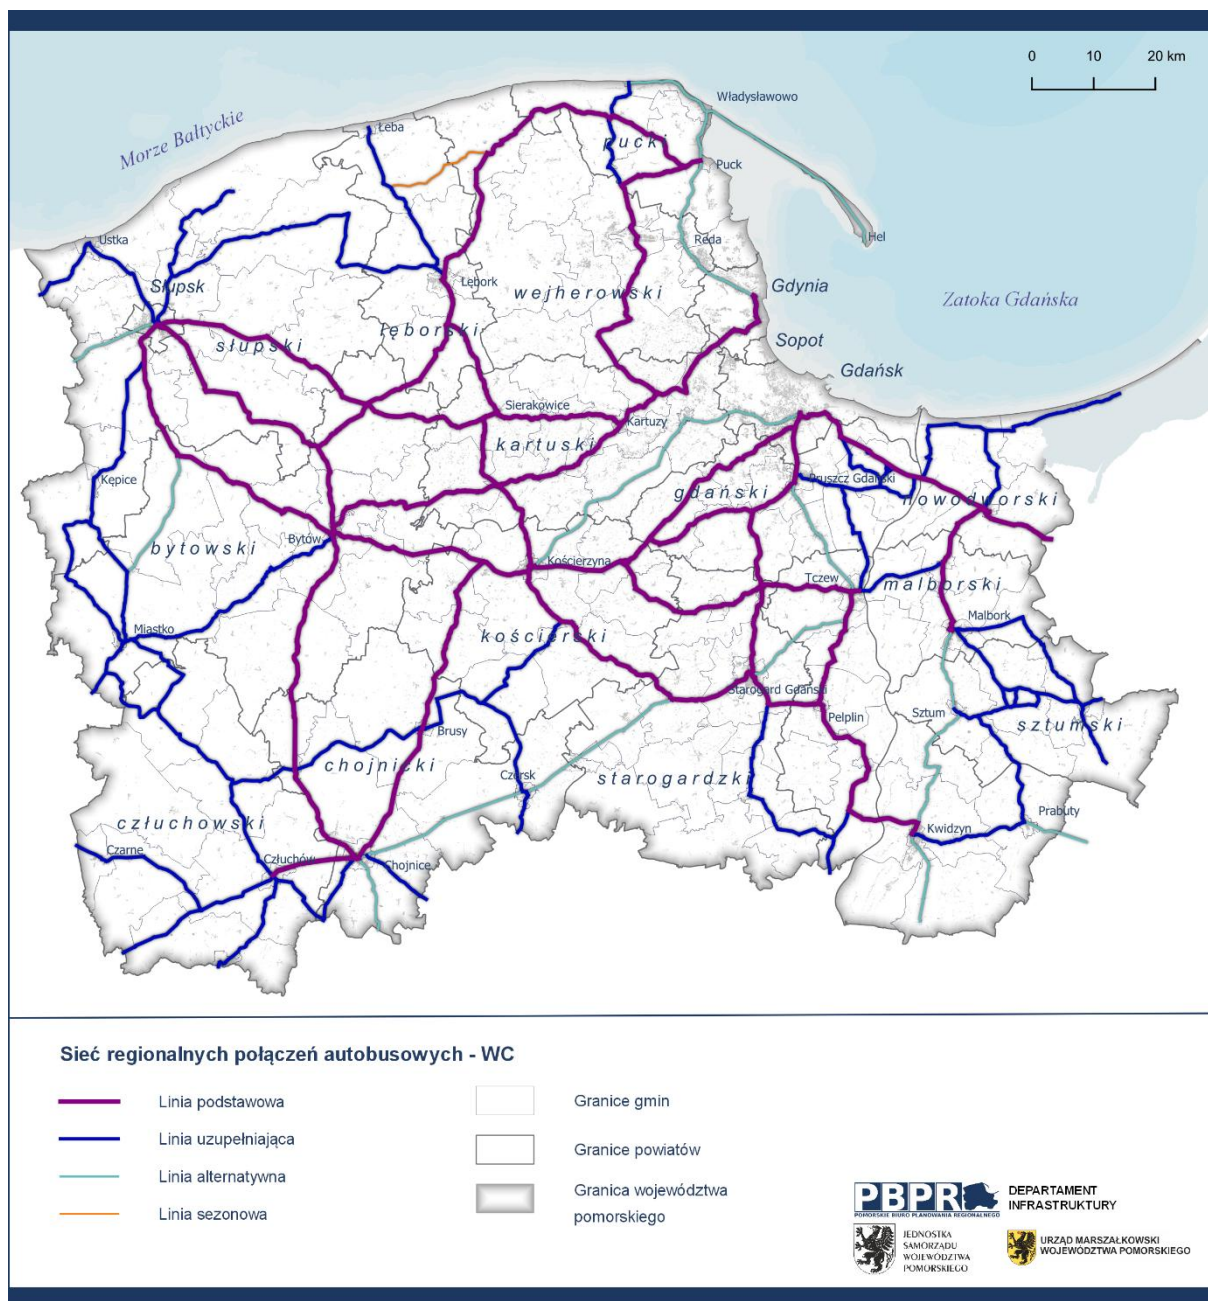 0 10 20 km
Władysławowo
Morze Bałtyckie
Łeba
puck
Puck
Ustka
Reda
Hel
Słupsk
Lębork
wejherowski
Gdynia
Zatoka Gdańska
łęborski
słupski
Sopot
Gdańsk
Sierakowice
Kartuzy
kartuski
Kępice
gdański
Pruszcz Gdański
nowodworski
bytowski
Bytów
Kościerzyna
Tczew
malborski
Miastko
kościerski
Malbork
Starogard Gdański
Pelplin
Sztum
sztumski
Brusy
chojnicki
Czersk
starogardzki
człuchowski
Prabuty
Kwidzyn
Czarne
Człuchów
Chojnice
Sieć regionalnych połączeń autobusowych - WC
Linia podstawowa
Linia uzupełniająca
Linia alternatywna
Linia sezonowa
Granice gmin
Granice powiatów
Granica województwa
pomorskiego
PBPR
POMORSKIE BIURO PLANOWANIA REGIONALNEGO
DEPARTAMENT
INFRASTRUKTURY
JEDNOSTKA
SAMORZĄDU
WOJEWÓDZTWA
POMORSKIEGO
URZĄD MARSZAŁKOWSKI
WOJEWÓDZTWA POMORSKIEGO